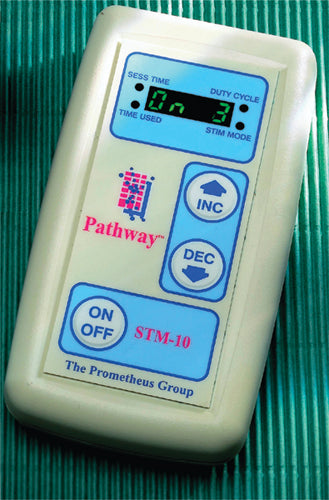 SESS TIME
DUTY CYCLE
On 3
TIME USED
STIM MODE
INC
Pathway™
DEC
ON
OFF
STM-10
The Prometheus Group